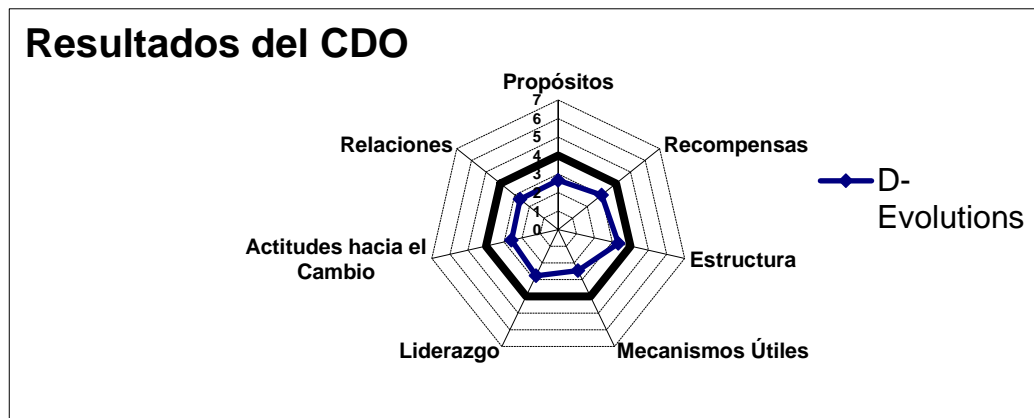 Resultados del CDO
Propósitos
7
6
5
4
3
2
1
0
Relaciones
Recompensas
D-
Evolutions
Actitudes hacia el
Cambio
Estructura
Liderazgo
Mecanismos Útiles